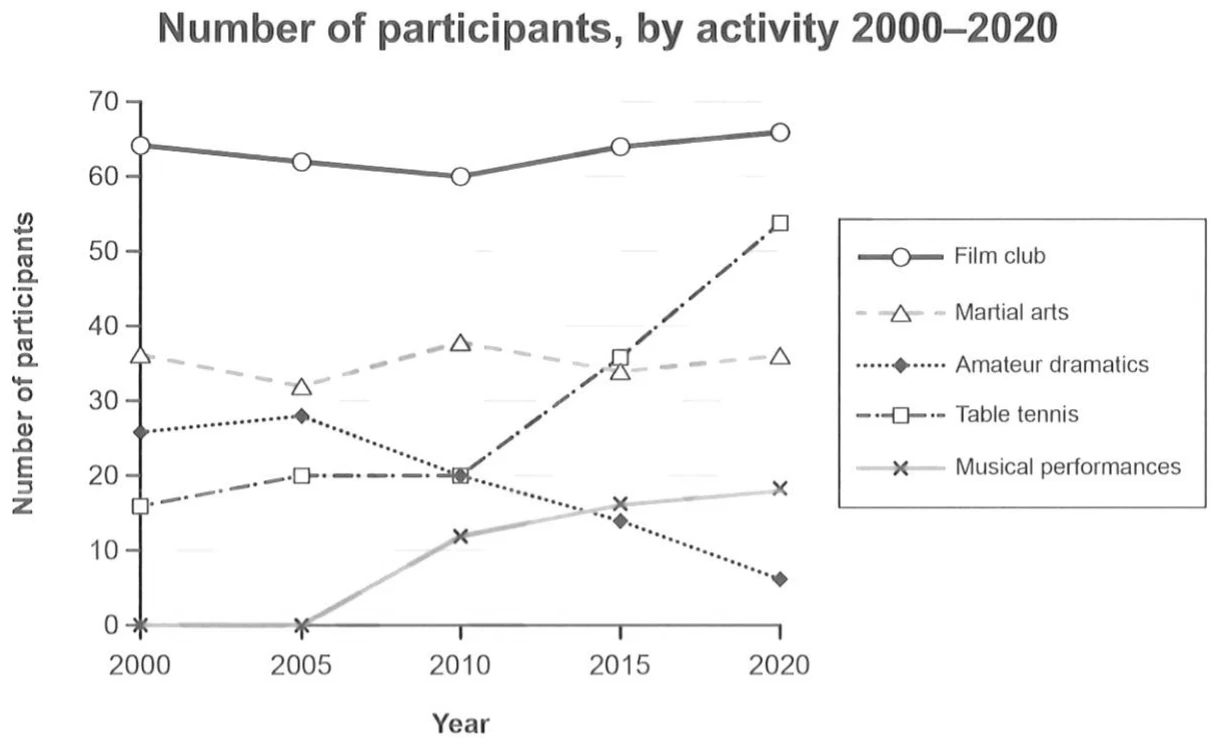 Number of participants, by activity 2000–2020
Number of participants
70
60
50
40
30
20
10
0
2000 2005 2010 2015 2020
Year
Film club
Martial arts
Amateur dramatics
Table tennis
Musical performances